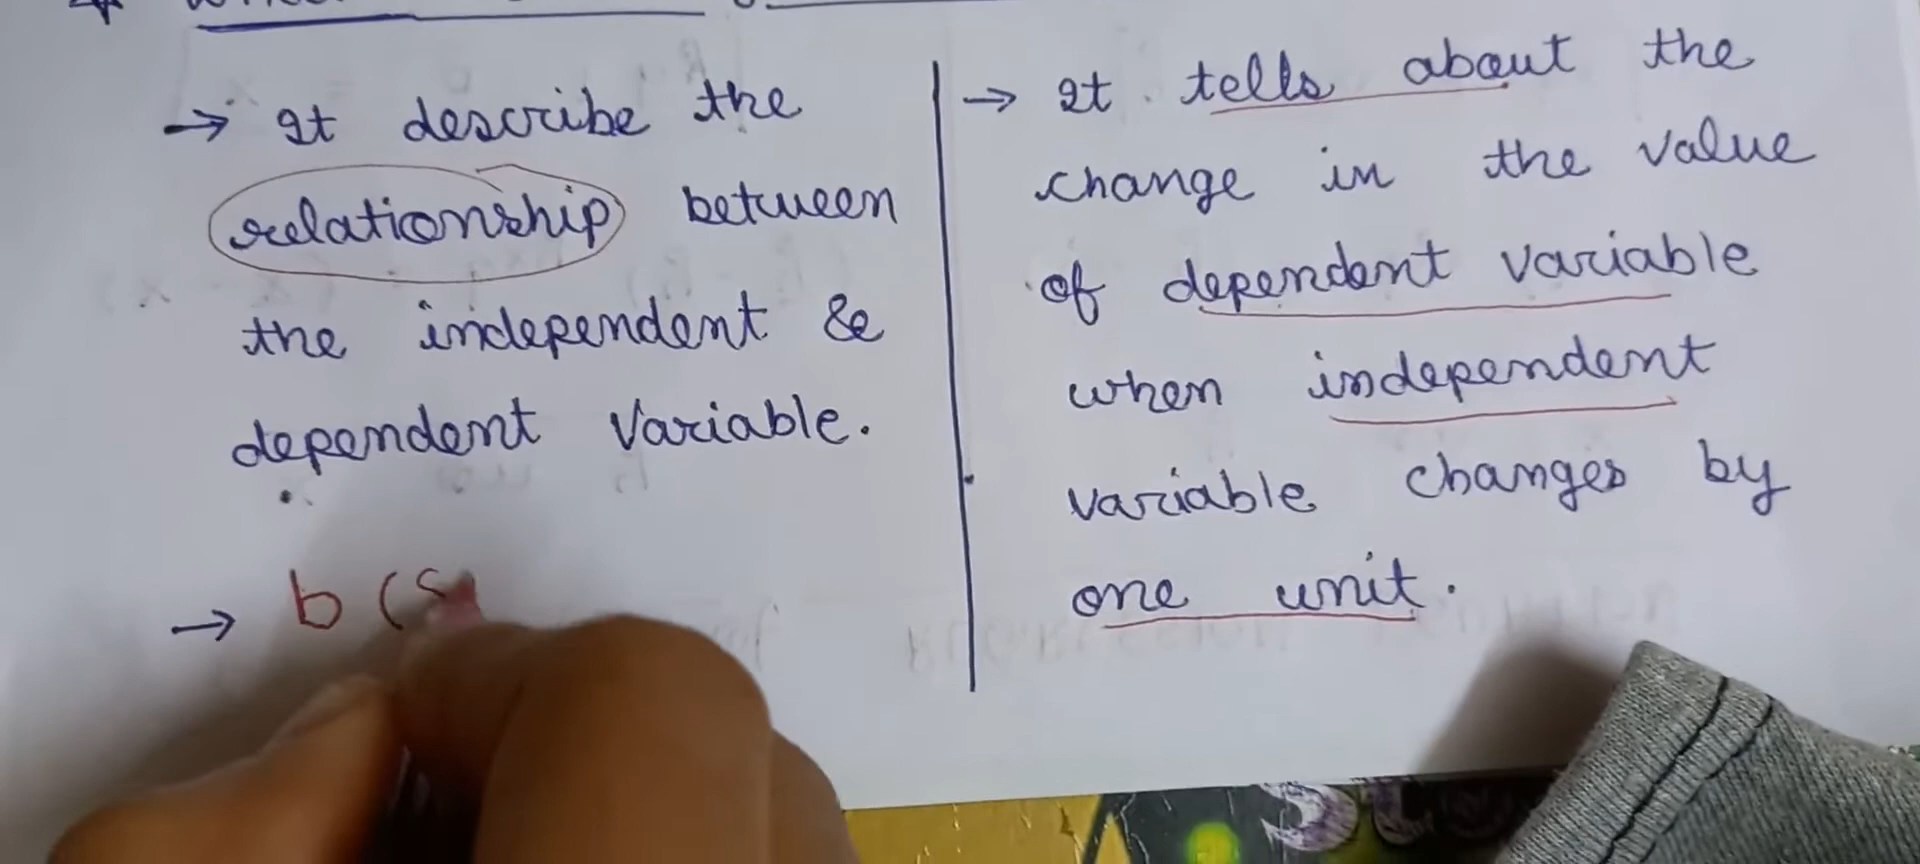 → It describe the
relationship between
the independent &
dependent Variable.
→ b (s
→ It tells about the
change in the value
of dependent variable
when independent
variable changes by
one unit.